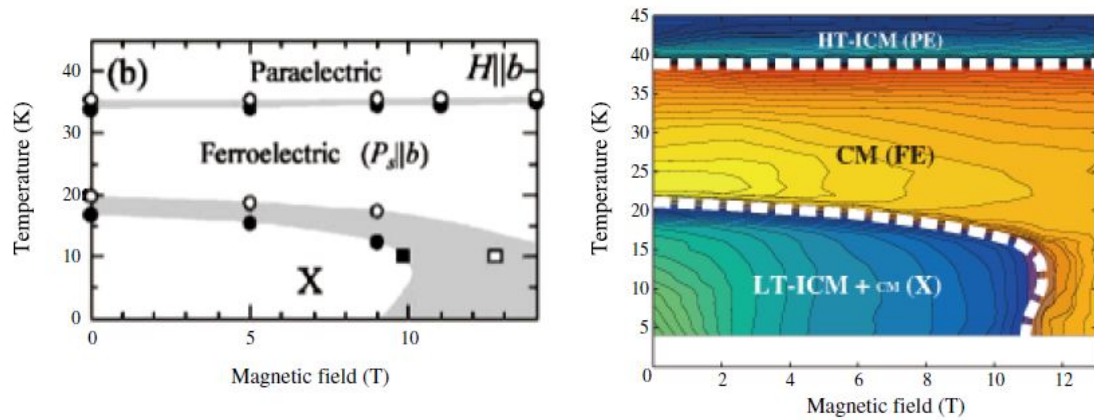 (b)
Paraelectric
H||b
Ferroelectric (Ps||b)
X
40
30
20
10
0
Temperature (K)
0
5
10
Magnetic field (T)
HT-ICM (PE)
CM (FE)
LT-ICM + CM (X)
45
40
35
30
25
20
15
10
5
Temperature (K)
0
2
4
6
8
10
12
Magnetic field (T)